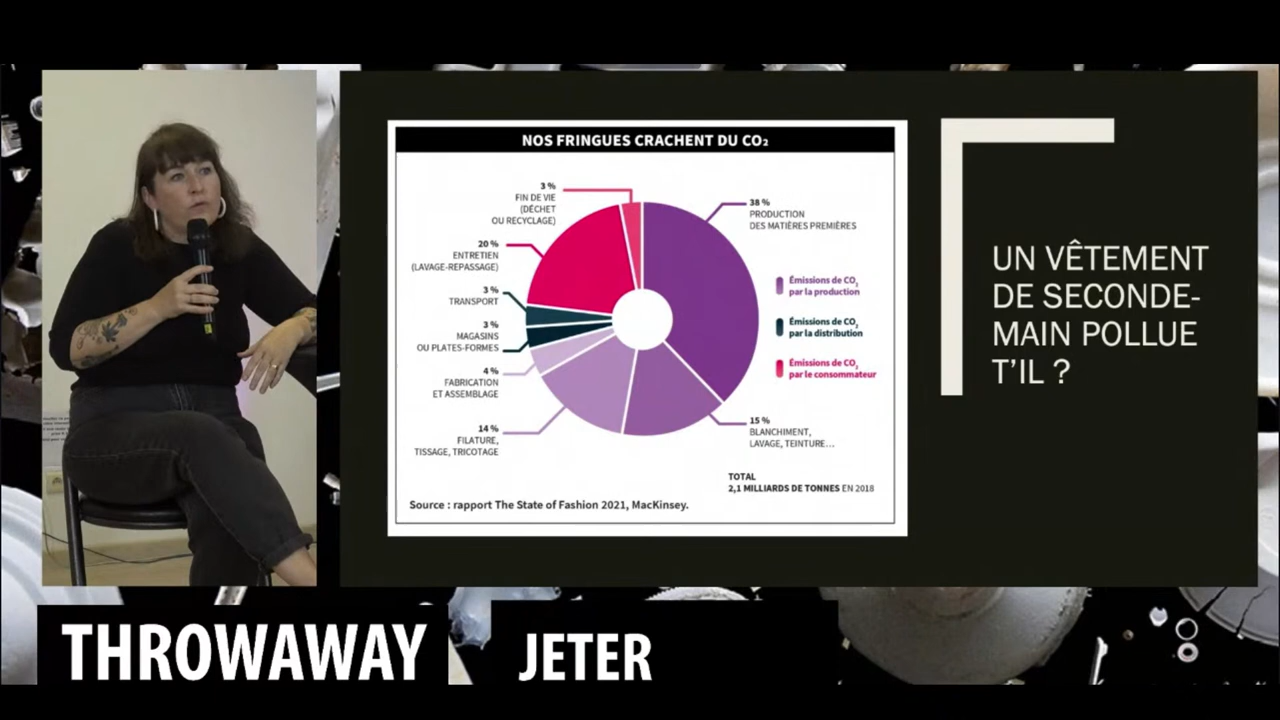 NOS FRINGUES CRACHENT DU CO₂
3 %
FIN DE VIE
(DÉCHET
OU RECYCLAGE)
20 %
ENTRETIEN
(LAVAGE-REPASSAGE)
3 %
TRANSPORT
3 %
MAGASINS
OU PLATES-FORMES
4 %
FABRICATION
ET ASSEMBLAGE
14 %
FILATURE,
TISSAGE, TRICOTAGE
38 %
PRODUCTION
DES MATIÈRES PREMIÈRES
Émissions de CO₂
par la production
Émissions de CO₂
par la distribution
Émissions de CO₂
par le consommateur
15 %
BLANCHIMENT,
LAVAGE, TEINTURE...
TOTAL
2,1 MILLIARDS DE TONNES EN 2018
Source : rapport The State of Fashion 2021, MacKinsey.
UN VÊTEMENT
DE SECONDE-
MAIN POLLUE
T'IL ?
THROWAWAY
JETER